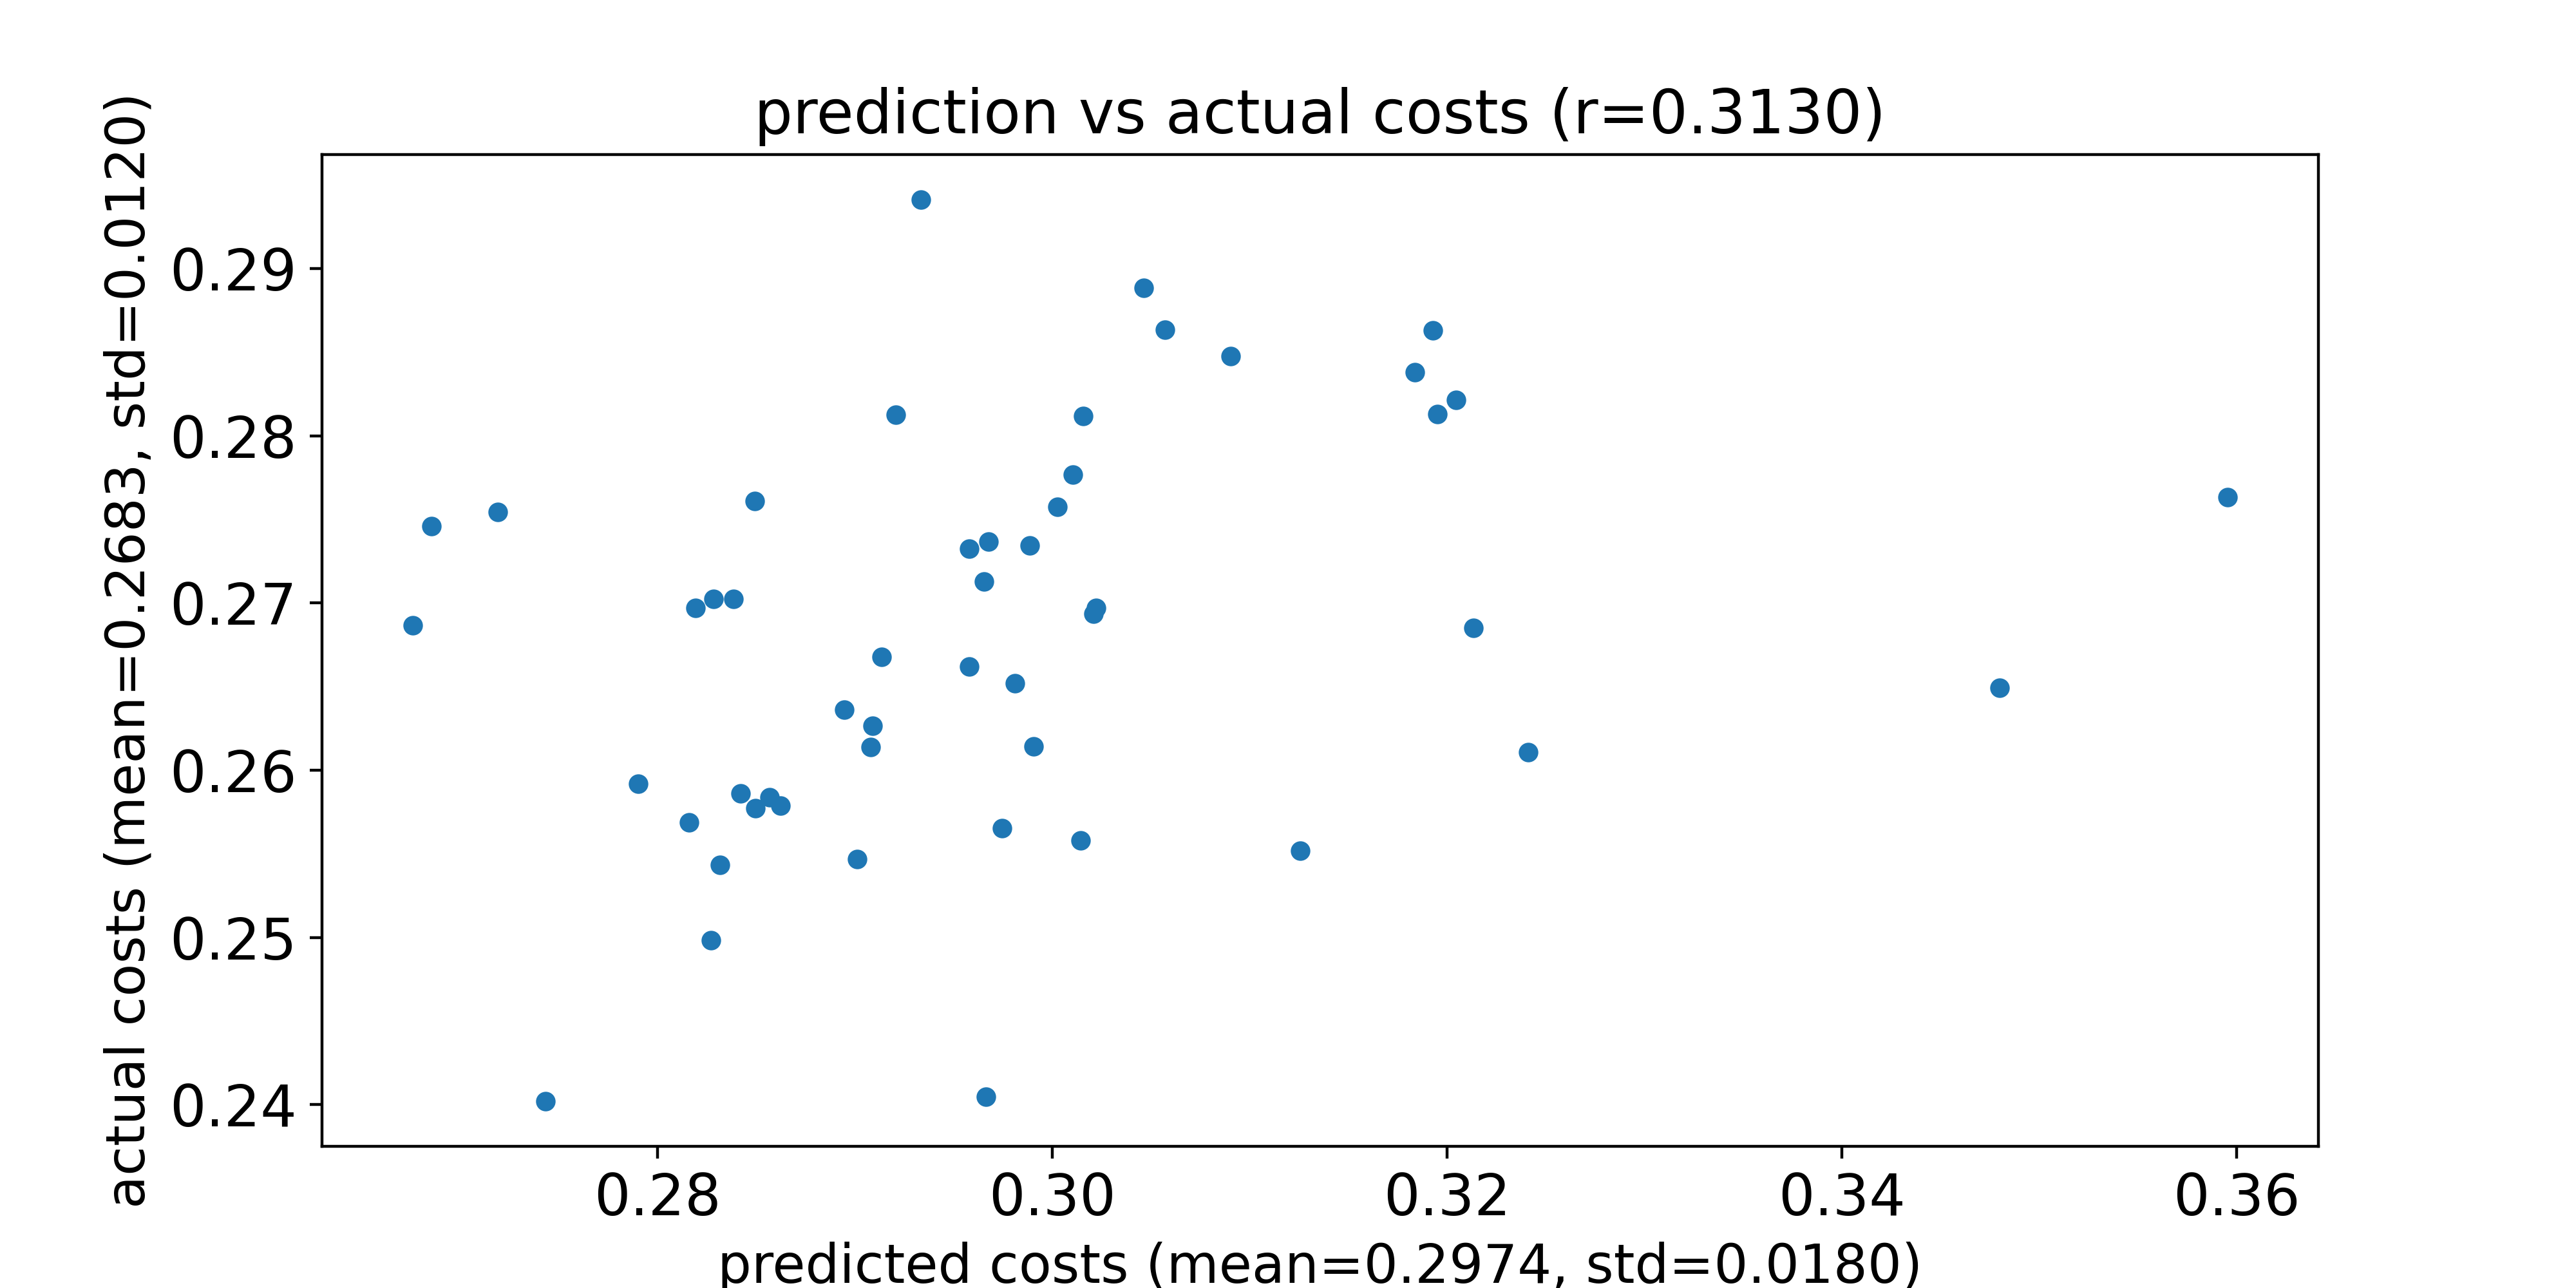 prediction vs actual costs (r=0.3130)
actual costs (mean=0.2683, std=0.0120)
0.29
0.28
0.27
0.26
0.25
0.24
0.28 0.30 0.32 0.34 0.36
predicted costs (mean=0.2974, std=0.0180)